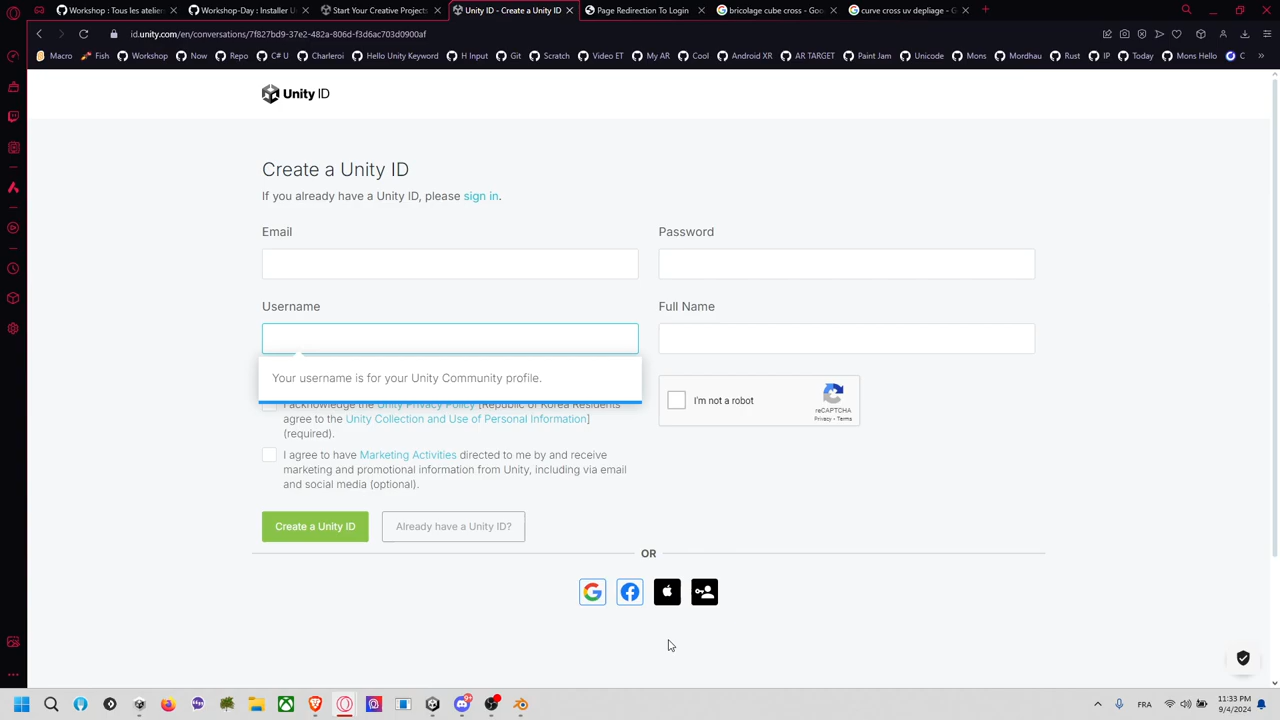 Workshop : Tous les atelier
Workshop-Day : Installer U
Start Your Creative Projects
Unity ID - Create a Unity ID
Page Redirection To Login
bricolage cube cross - Goo
curve cross uv depliage - G
id.unity.com/en/conversations/7f827bd9-37e2-482a-806d-f3d6ac703d0900af
Macro
Fish
Workshop
Now
Repo
C# U
Charleroi
Hello Unity Keyword
H Input
Git
Scratch
Video ET
My AR
Cool
Android XR
AR TARGET
Paint Jam
Unicode
Mons
Mordhau
Rust
IP
Today
Mons Hello
C
Unity ID
Create a Unity ID
If you already have a Unity ID, please sign in.
Email
Password
Username
Full Name
Your username is for your Unity Community profile.
I acknowledge the Unity Privacy Policy [Republic of Korea Residents
agree to the Unity Collection and Use of Personal Information]
(required).
I'm not a robot
reCAPTCHA
Privacy - Terms
I agree to have Marketing Activities directed to me by and receive
marketing and promotional information from Unity, including via email
and social media (optional).
Create a Unity ID
Already have a Unity ID?
OR
9+
FRA
11:33 PM
9/4/2024